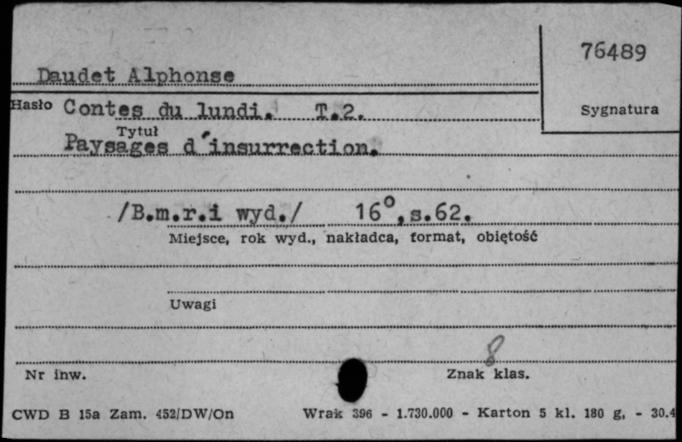 76489
Daudet Alphonse
Hasło Contes du lundi. T.2.
Sygnatura
Tytuł
Paysages d´insurrection.
/B.m.r.i wyd./ 16°,s.62.
Miejsce, rok wyd., nakładca, format, objętość
Uwagi
8
Nr inw. Znak klas.
CWD B 15a Zam. 452/DW/On Wrak 396 - 1.730.000 - Karton 5 kl. 180 g, - 30.4